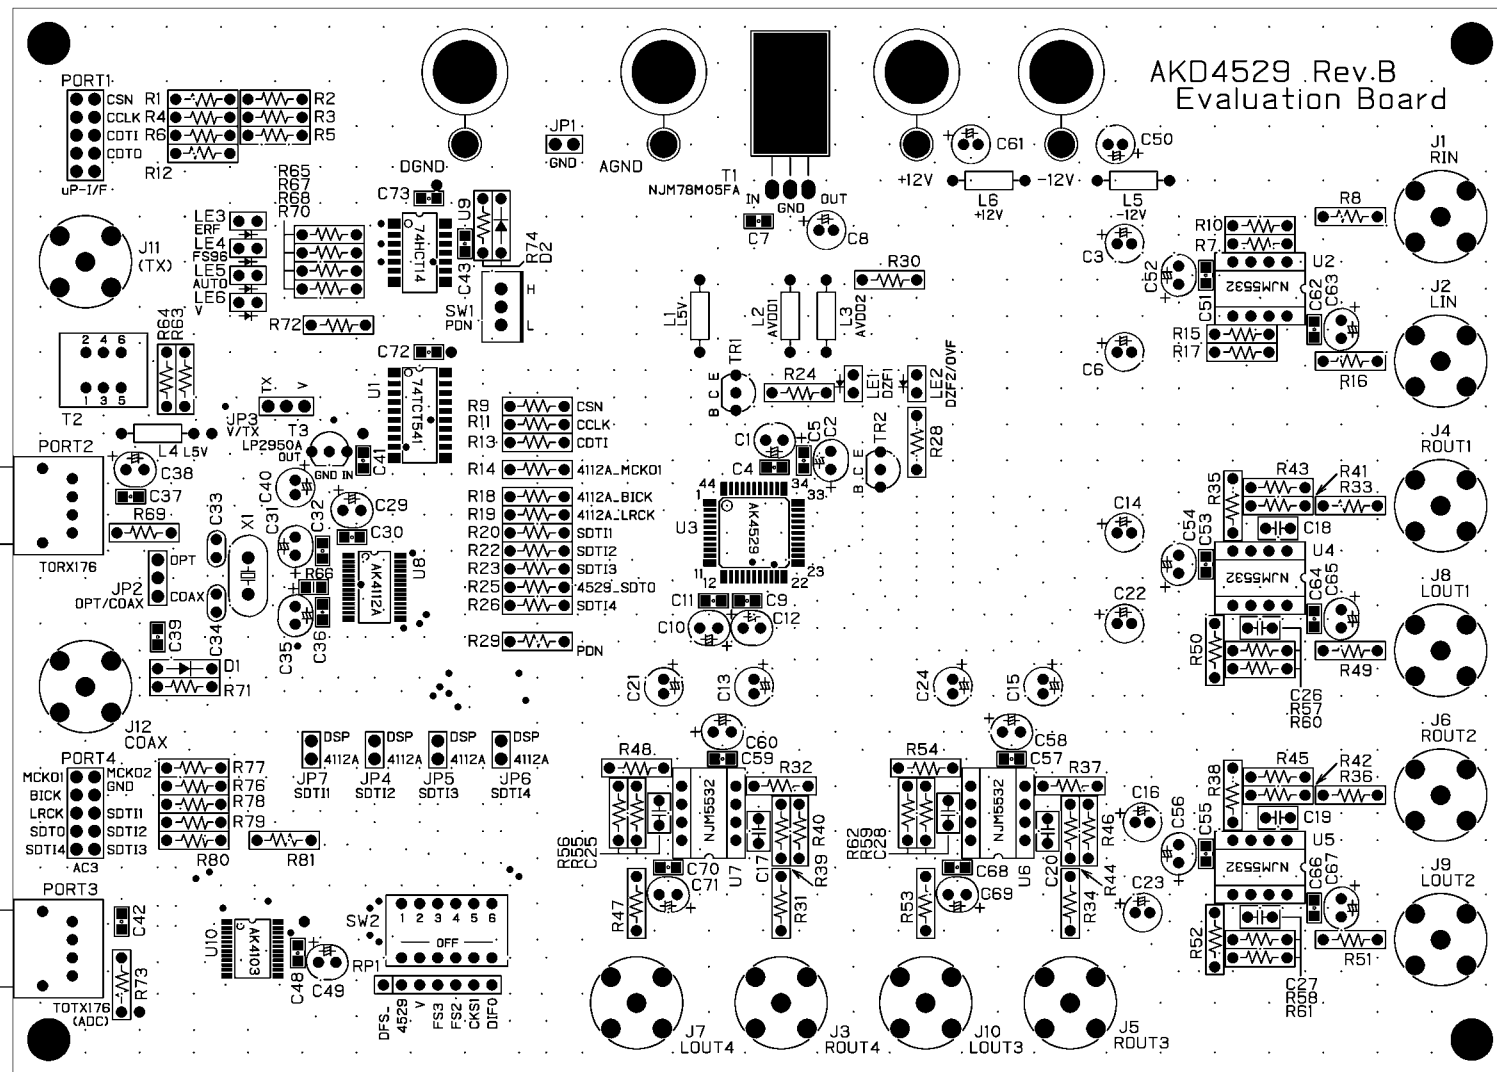 AKD4529 Rev.B
Evaluation Board
PORT1
CSN
CCLK
CDTI
CDTO
uP-I/F
R1
R4
R6
R12
R2
R3
R5
DGND
JP1
GND
AGND
T1
NJM78M05FA
IN
GND
OUT
C7
C8
+12V
C61
L6
+12V
-12V
C50
L5
-12V
J1
RIN
R8
J11
(TX)
LE3
ERF
LE4
FS96
LE5
AUTO
LE6
V
R65
R67
R68
R70
R72
C73
74HCT14
C43
U9
R74
D2
SW1
PDN
H
L
C72
L1
L5V
L2
AVDD1
L3
AVDD2
R30
C3
C52
C51
R10
R7
U2
NJM5532
C62
C63
R15
R17
R16
C6
J2
LIN
2 4 6
1 3 5
T2
R64
R63
L4
L5V
JP3
V/TX
TX
V
T3
LP2950A
OUT
GND IN
C41
U1
74TCT541
R9
CSN
R11
CCLK
R13
CDTI
R14
4112A_MCKO1
R18
4112A_BICK
R19
4112A_LRCK
R20
SDTI1
R22
SDTI2
R23
SDTI3
R25
4529_SDTO
R26
SDTI4
R29
PDN
TR1
B C E
R24
LE1
DZF1
LE2
DZF2/OVF
R28
TR2
B C E
C1
C4
C5
C2
44
34
1
33
U3
AK4529
11
12
22
23
C11
C9
C10
C12
PORT2
TORX176
C38
C37
R69
C33
X1
C34
JP2
OPT/COAX
OPT
COAX
C39
C40
C31
C32
C29
C30
R66
C35
C36
AK4112A
U8
D1
R71
J12
COAX
C14
C22
C54
C53
R35
R43
R41
R33
C18
U4
NJM5532
C64
C65
R50
R49
C26
R57
R60
J4
ROUT1
J8
LOUT1
C21
C13
C24
C15
C60
C59
R48
R32
NJM5532
U7
R56
R55
C25
C17
R40
R39
C70
C71
R47
R31
C58
C57
R54
R37
NJM5532
U6
R62
R59
C28
C20
R46
R44
C68
C69
R53
R34
C16
C23
C56
C55
R38
R45
R42
R36
C19
U5
NJM5532
C66
C67
R52
R51
C27
R58
R61
J6
ROUT2
J9
LOUT2
PORT4
MCKO1
BICK
LRCK
SDTO
SDTI4
MCKO2
GND
SDTI1
SDTI2
SDTI3
AC3
R77
R76
R78
R79
R80
R81
DSP
4112A
JP7
SDTI1
DSP
4112A
JP4
SDTI2
DSP
4112A
JP5
SDTI3
DSP
4112A
JP6
SDTI4
PORT3
TOTX176
(ADC)
C42
R73
U10
AK4103
C48
C49
SW2
1 2 3 4 5 6
OFF
RP1
DFS_
4529
V
FS3
FS2
CKS1
DIF0
J7
LOUT4
J3
ROUT4
J10
LOUT3
J5
ROUT3